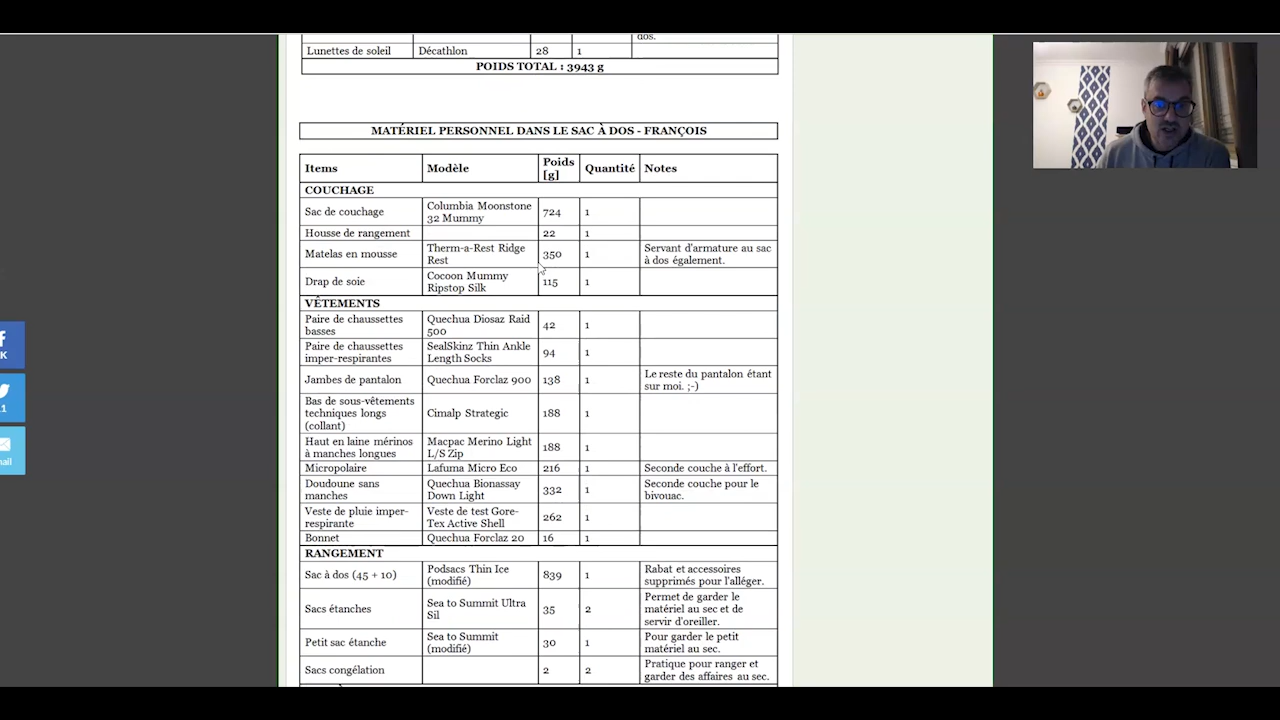 dos.
Lunettes de soleil Décathlon 28 1
POIDS TOTAL : 3943 g
MATÉRIEL PERSONNEL DANS LE SAC À DOS - FRANÇOIS
Items Modèle Poids [g] Quantité Notes
COUCHAGE
Sac de couchage Columbia Moonstone 32 Mummy 724 1
Housse de rangement 22 1
Matelas en mousse Therm-a-Rest Ridge Rest 350 1 Servant d'armature au sac à dos également.
Drap de soie Cocoon Mummy Ripstop Silk 115 1
VÊTEMENTS
Paire de chaussettes basses Quechua Diosaz Raid 500 42 1
Paire de chaussettes imper-respirantes SealSkinz Thin Ankle Length Socks 94 1
Jambes de pantalon Quechua Forclaz 900 138 1 Le reste du pantalon étant sur moi. ;-)
Bas de sous-vêtements techniques longs (collant) Cimalp Strategic 188 1
Haut en laine mérinos à manches longues Macpac Merino Light L/S Zip 188 1
Micropolaire Lafuma Micro Eco 216 1 Seconde couche à l'effort.
Doudoune sans manches Quechua Bionassay Down Light 332 1 Seconde couche pour le bivouac.
Veste de pluie imper-respirante Veste de test Gore-Tex Active Shell 262 1
Bonnet Quechua Forclaz 20 16 1
RANGEMENT
Sac à dos (45 + 10) Podsacs Thin Ice (modifié) 839 1 Rabat et accessoires supprimés pour l'alléger.
Sacs étanches Sea to Summit Ultra Sil 35 2 Permet de garder le matériel au sec et de servir d'oreiller.
Petit sac étanche Sea to Summit (modifié) 30 1 Pour garder le petit matériel au sec.
Sacs congélation 2 2 Pratique pour ranger et garder des affaires au sec.